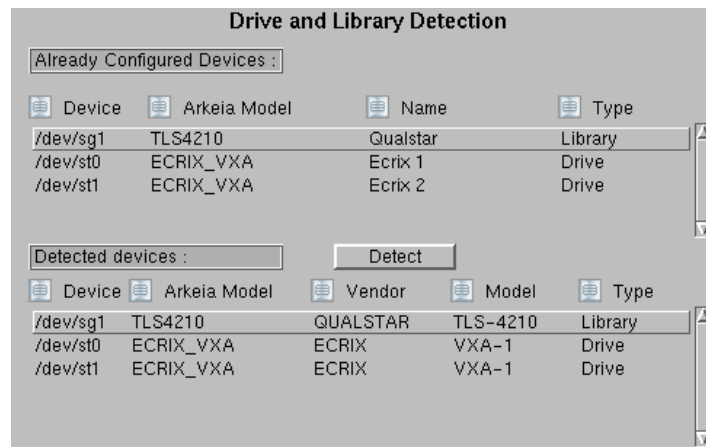 Drive and Library Detection
Already Configured Devices :
Device Arkeia Model Name Type
/dev/sg1 TLS4210 Qualstar Library
/dev/st0 ECRIX_VXA Ecrix 1 Drive
/dev/st1 ECRIX_VXA Ecrix 2 Drive
Detected devices : Detect
Device Arkeia Model Vendor Model Type
/dev/sg1 TLS4210 QUALSTAR TLS-4210 Library
/dev/st0 ECRIX_VXA ECRIX VXA-1 Drive
/dev/st1 ECRIX_VXA ECRIX VXA-1 Drive